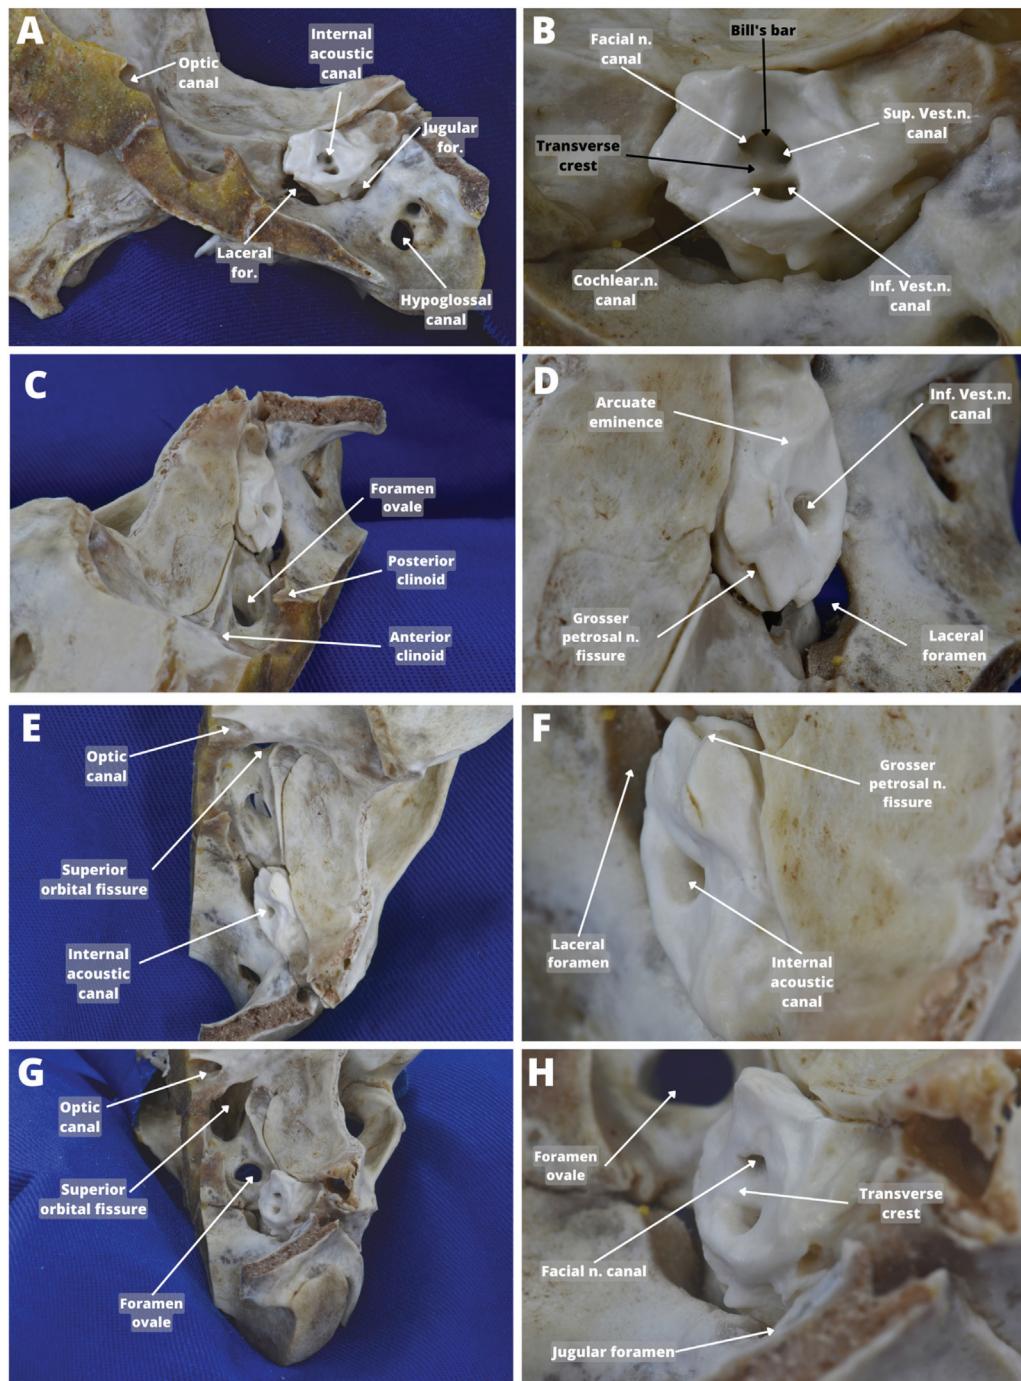 A
Optic
canal
Internal
acoustic
canal
Jugular
for.
Laceral
for.
Hypoglossal
canal
B
Facial n.
canal
Bill's bar
Sup. Vest.n.
canal
Transverse
crest
Cochlear.n.
canal
Inf. Vest.n.
canal
C
Foramen
ovale
Posterior
clinoid
Anterior
clinoid
D
Arcuate
eminence
Inf. Vest.n.
canal
Grosser
petrosal n.
fissure
Laceral
foramen
E
Optic
canal
Superior
orbital fissure
Internal
acoustic
canal
F
Grosser
petrosal n.
fissure
Laceral
foramen
Internal
acoustic
canal
G
Optic
canal
Superior
orbital fissure
Foramen
ovale
H
Foramen
ovale
Transverse
crest
Facial n. canal
Jugular foramen